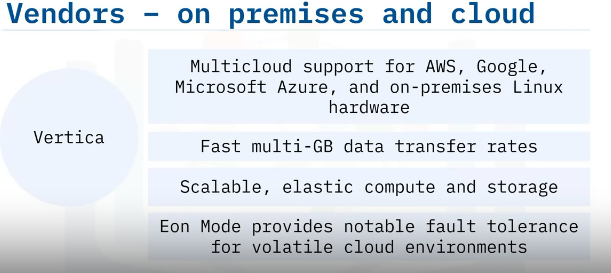 Vendors – on premises and cloud
Vertica
Multicloud support for AWS, Google,
Microsoft Azure, and on-premises Linux
hardware
Fast multi-GB data transfer rates
Scalable, elastic compute and storage
Eon Mode provides notable fault tolerance
for volatile cloud environments